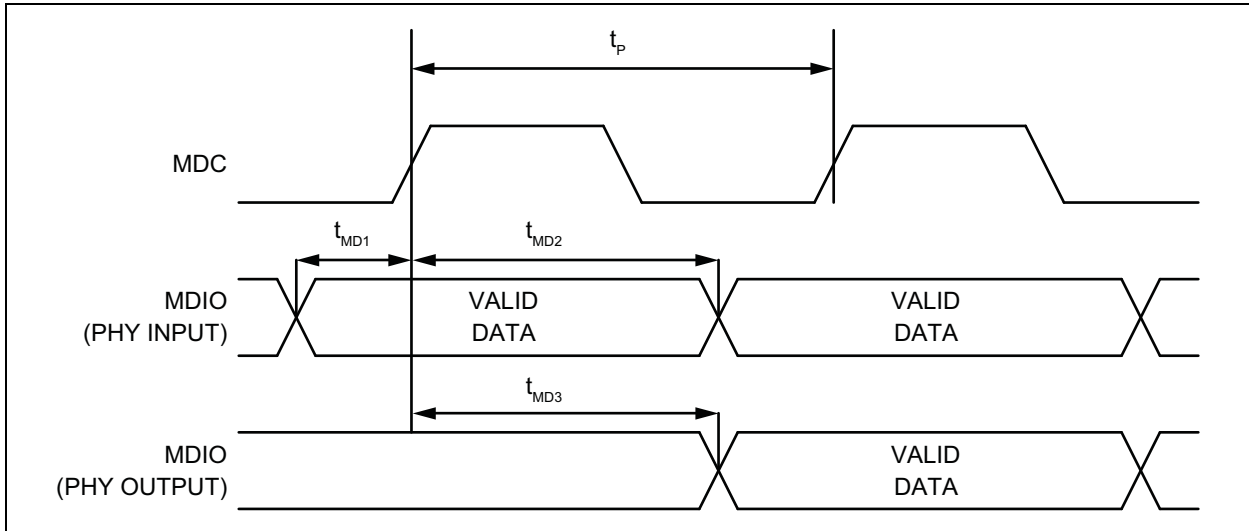 tP
MDC
tMD1
tMD2
MDIO
(PHY INPUT)
VALID
DATA
VALID
DATA
tMD3
MDIO
(PHY OUTPUT)
VALID
DATA